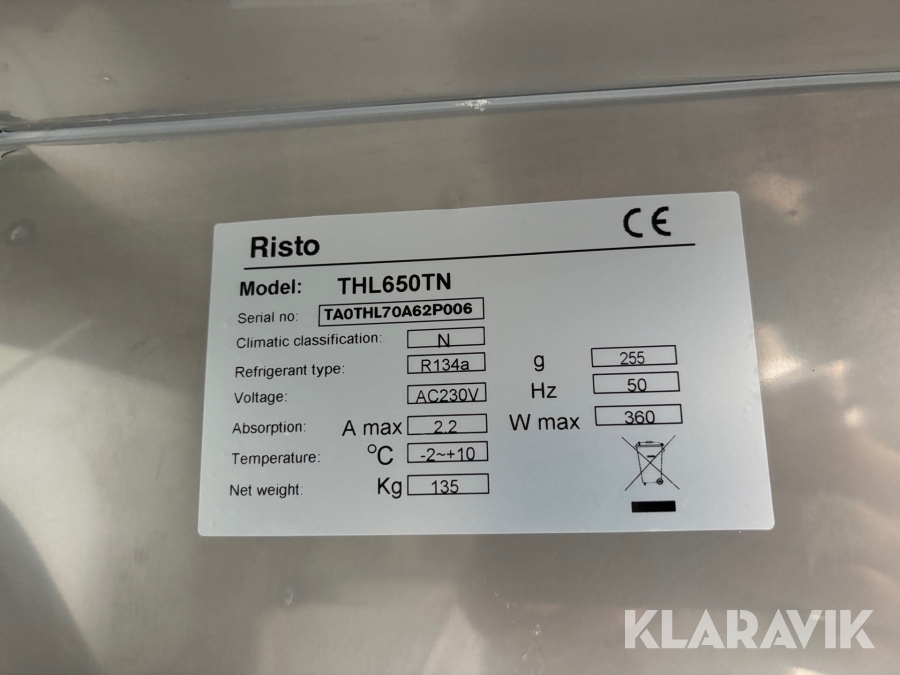 Risto
CE
Model: THL650TN
Serial no: TA0THL70A62P006
Climatic classification: N
Refrigerant type: R134a g 255
Voltage: AC230V Hz 50
Absorption: A max 2.2 W max 360
Temperature: °C -2~+10
Net weight: Kg 135
KLARAVIK